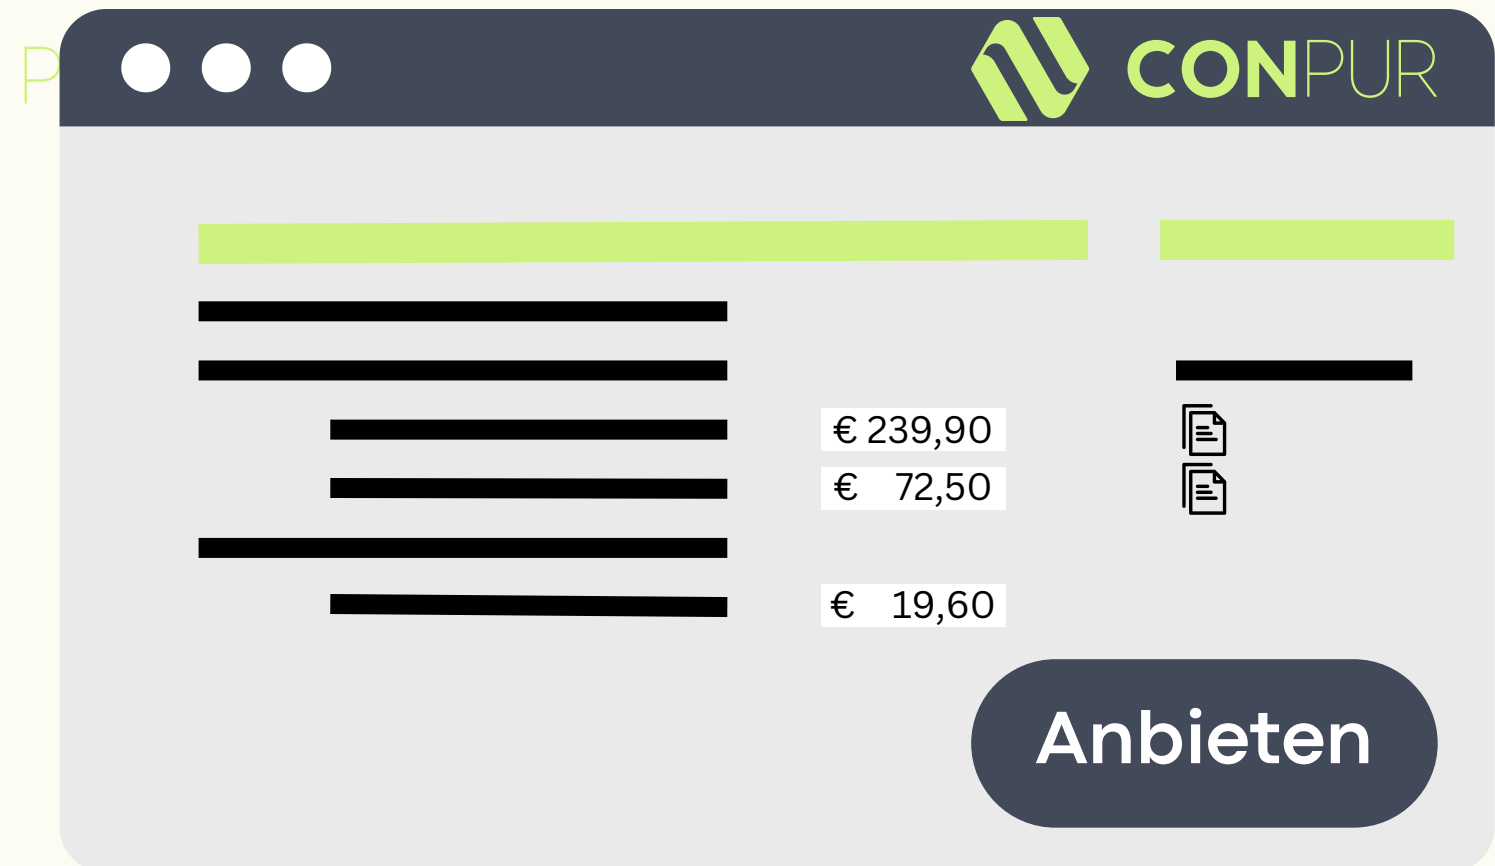 P
CONPUR
€ 239,90
€ 72,50
€ 19,60
Anbieten